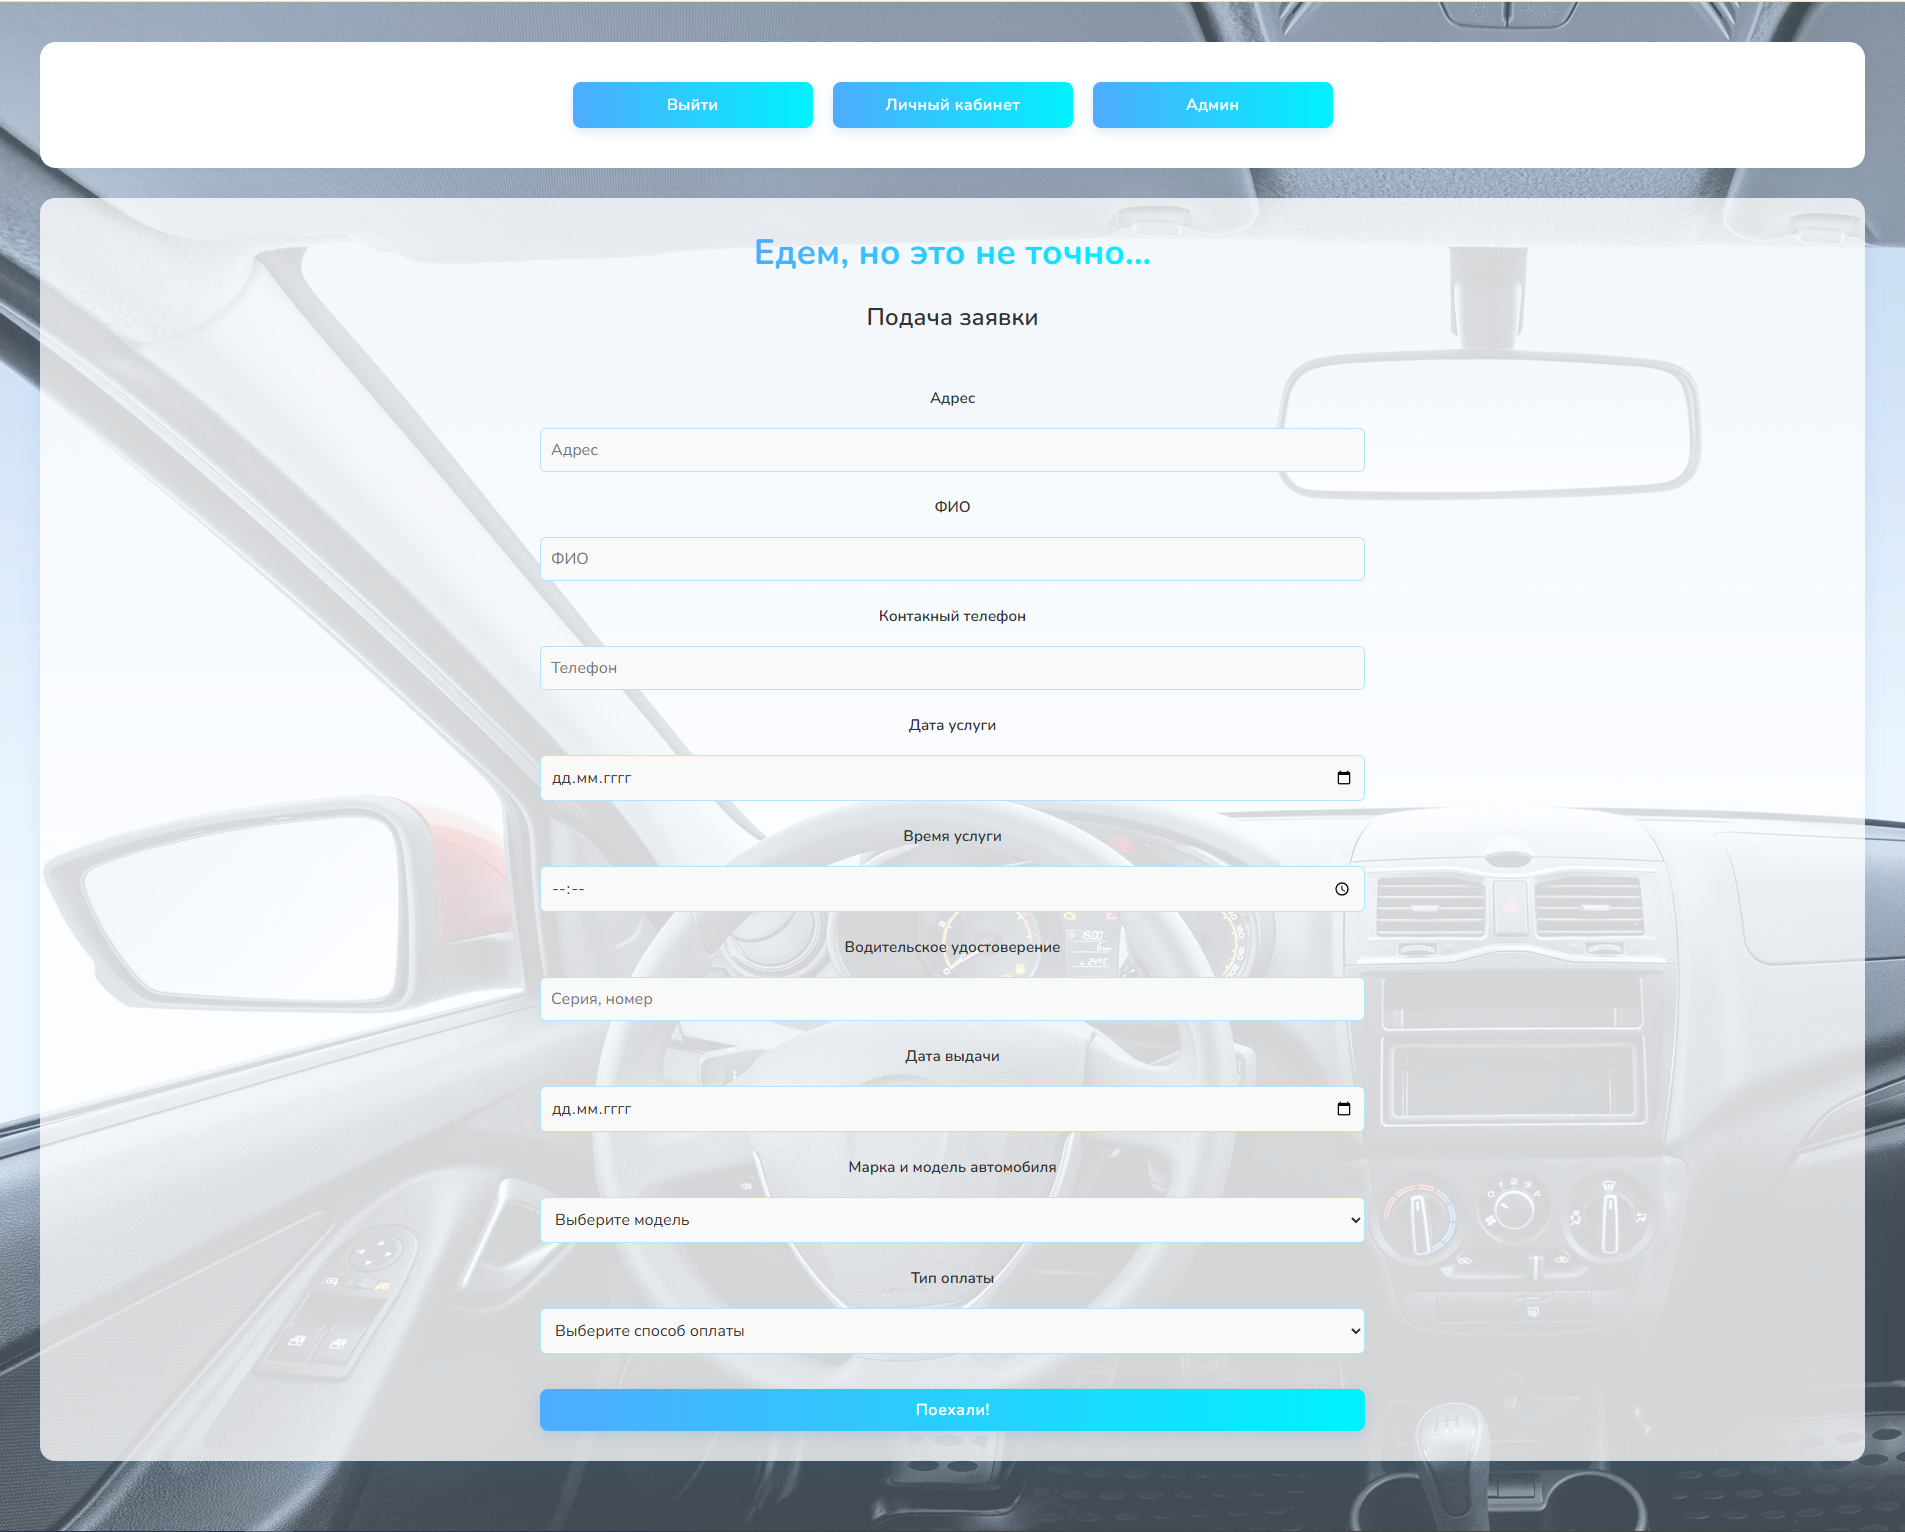 Выйти
Личный кабинет
Админ
Едем, но это не точно...
Подача заявки
Адрес
Адрес
ФИО
ФИО
Контакный телефон
Телефон
Дата услуги
дд.мм.гггг
Время услуги
--:--
Водительское удостоверение
Серия, номер
Дата выдачи
дд.мм.гггг
Марка и модель автомобиля
Выберите модель
Тип оплаты
Выберите способ оплаты
Поехали!